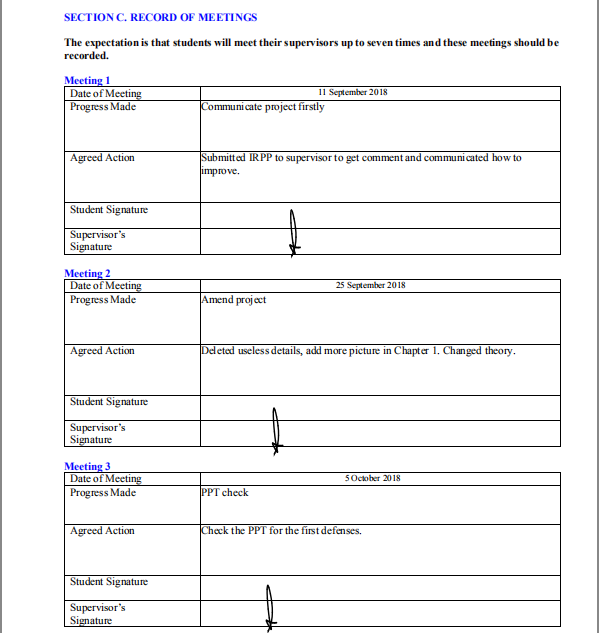 SECTION C. RECORD OF MEETINGS
The expectation is that students will meet their supervisors up to seven times and these meetings should be
recorded.
Meeting 1
Date of Meeting 11 September 2018
Progress Made Communicate project firstly
Agreed Action Submitted IRPP to supervisor to get comment and communicated how to
improve.
Student Signature
Supervisor's
Signature
Meeting 2
Date of Meeting 25 September 2018
Progress Made Amend project
Agreed Action Deleted useless details, add more picture in Chapter 1. Changed theory.
Student Signature
Supervisor's
Signature
Meeting 3
Date of Meeting 5 October 2018
Progress Made PPT check
Agreed Action Check the PPT for the first defenses.
Student Signature
Supervisor's
Signature